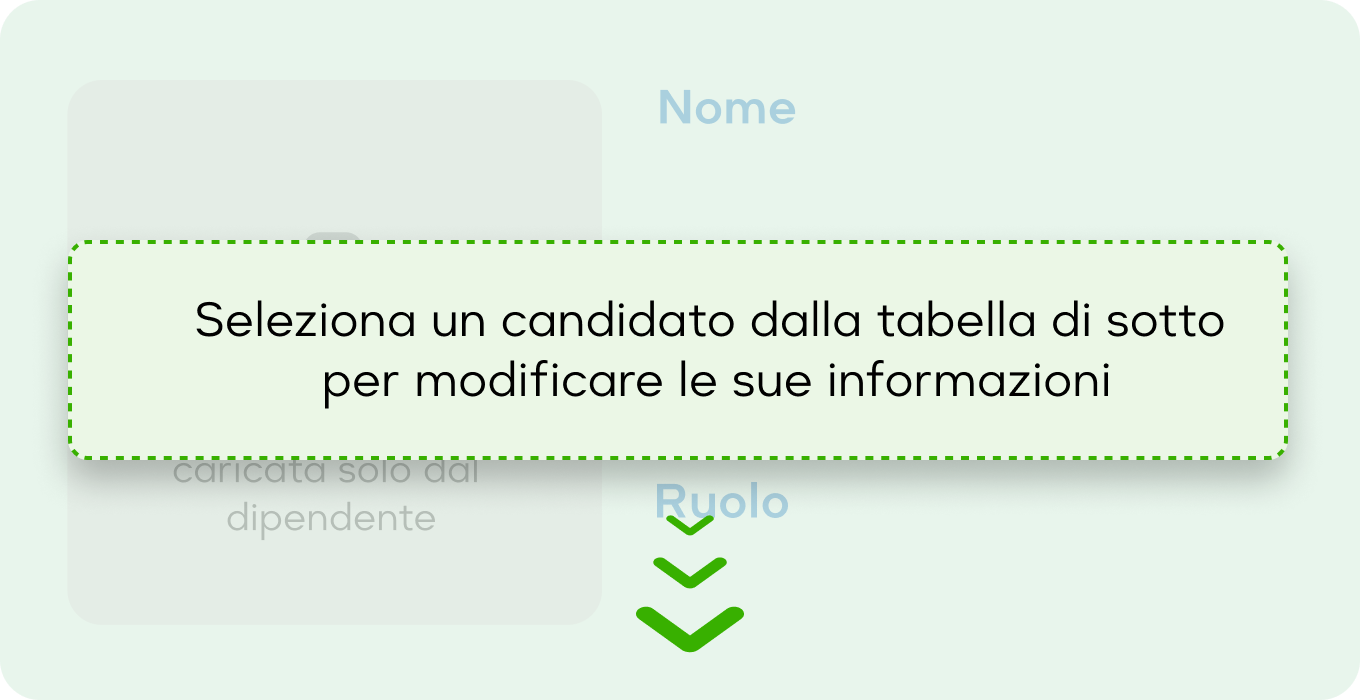 Nome
Seleziona un candidato dalla tabella di sotto
per modificare le sue informazioni
caricata solo dal
dipendente
Ruolo